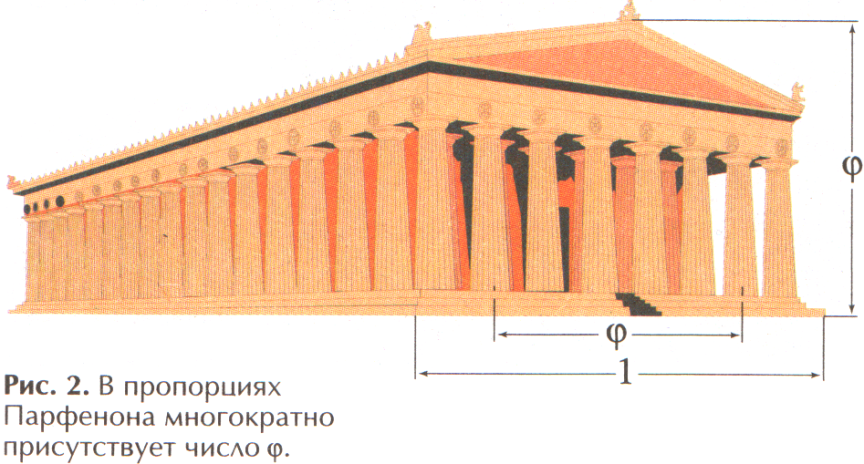 φ
φ
1
Рис. 2. В пропорциях
Парфенона многократно
присутствует число φ.